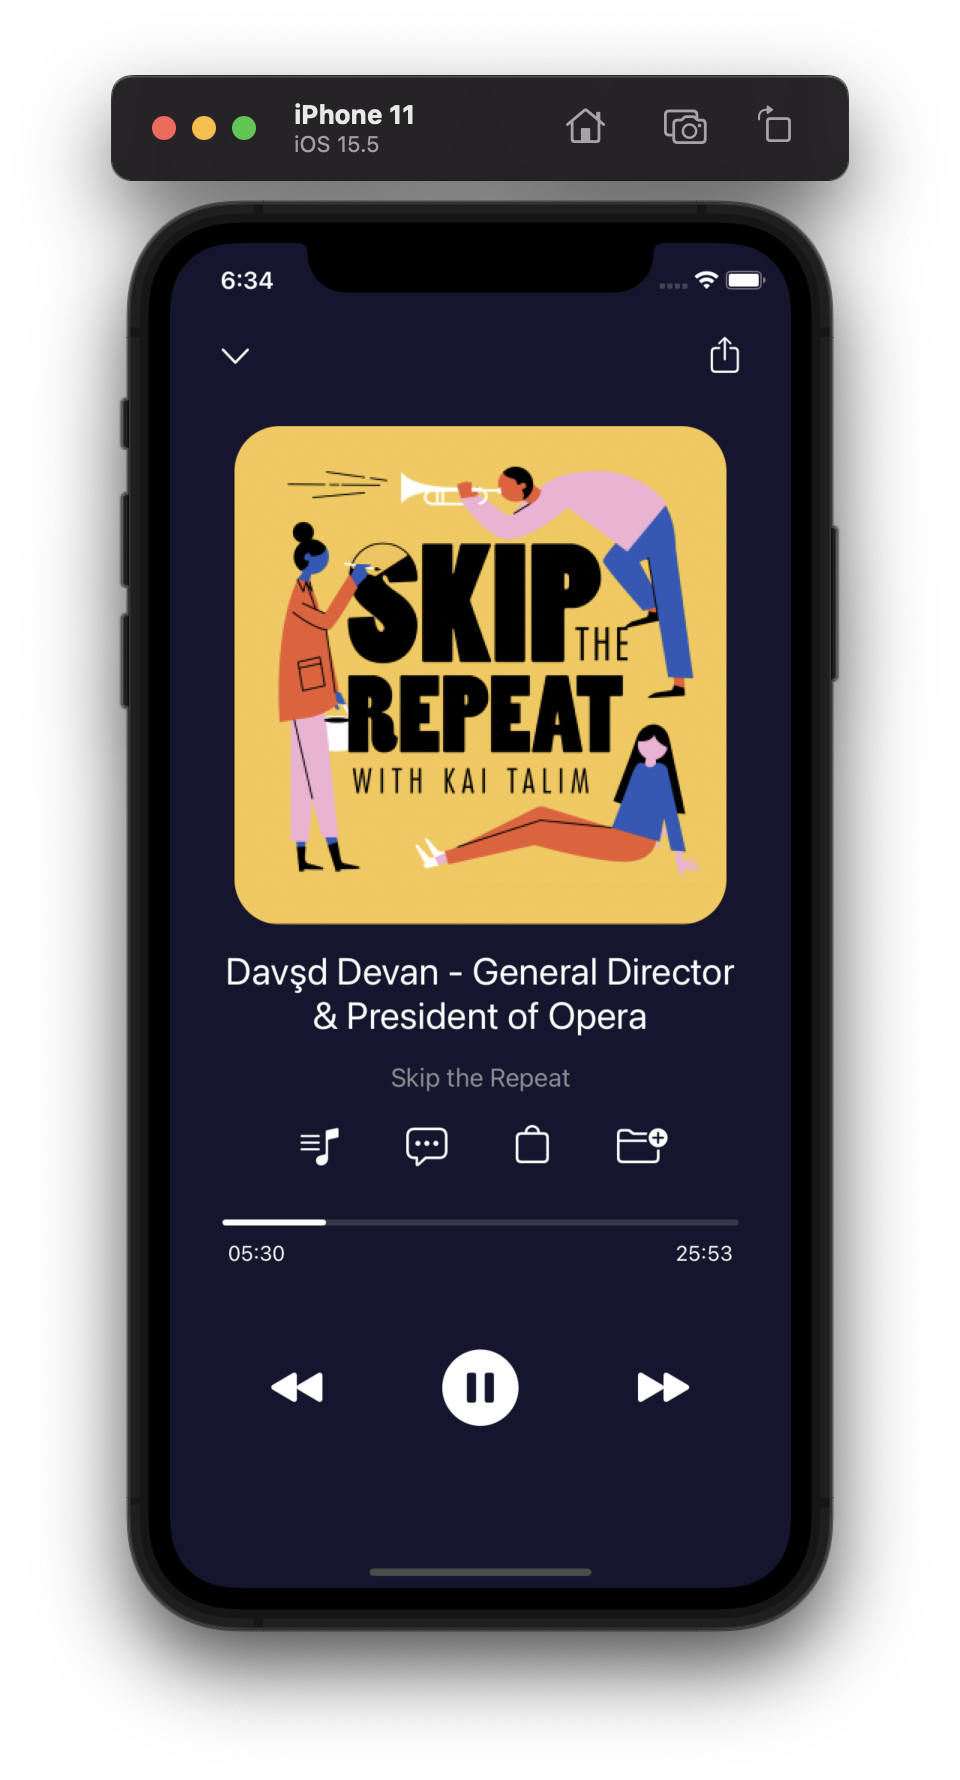 iPhone 11
iOS 15.5
6:34
SKIP
THE
REPEAT
WITH KAI TALIM
Davşd Devan - General Director
& President of Opera
Skip the Repeat
05:30
25:53